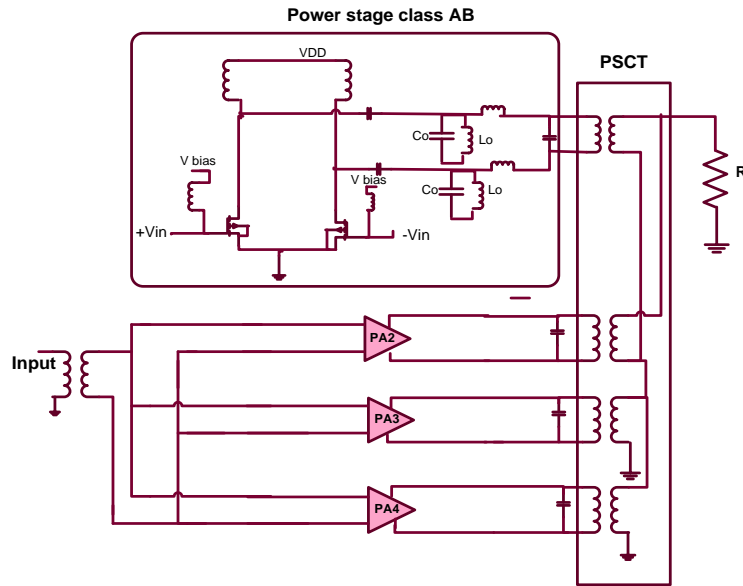 Power stage class AB
PSCT
VDD
Co
Lo
V bias
V bias
Co
Lo
R
+Vin
-Vin
PA2
Input
PA3
PA4